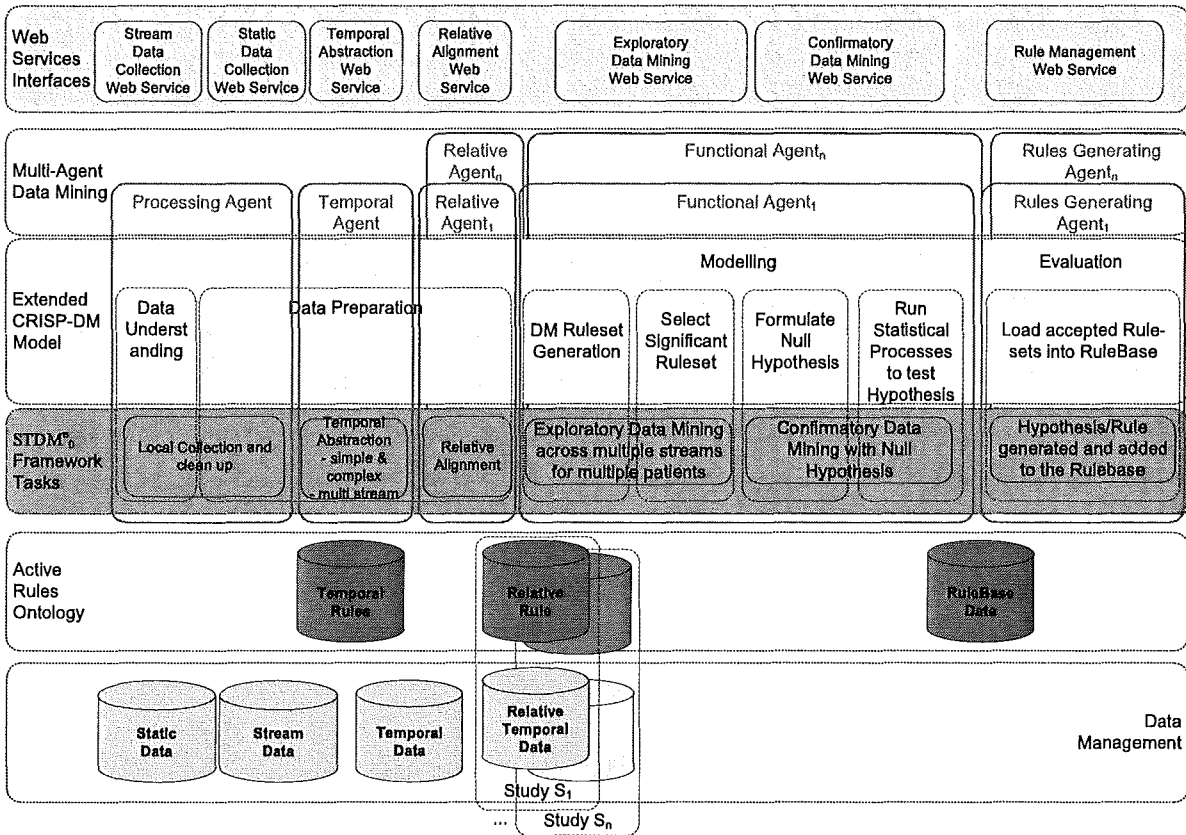 Web
Services
Interfaces
Stream
Data
Collection
Web Service
Static
Data
Collection
Web Service
Temporal
Abstraction
Web
Service
Relative
Alignment
Web
Service
Exploratory
Data Mining
Web Service
Confirmatory
Data Mining
Web Service
Rule Management
Web Service
Multi-Agent
Data Mining
Processing Agent
Temporal
Agent
Relative
Agentn
Relative
Agent1
Functional Agentn
Functional Agent1
Rules Generating
Agentn
Rules Generating
Agent1
Extended
CRISP-DM
Model
Data
Underst
anding
Data Preparation
Modelling
DM Ruleset
Generation
Select
Significant
Ruleset
Formulate
Null
Hypothesis
Run
Statistical
Processes
to test
Hypothesis
Evaluation
Load accepted Rule-
sets into RuleBase
Framework
Tasks
Local Collection and
clean up
Temporal
Abstraction
- simple &
complex
- multi stream
Relative
Alignment
Exploratory Data Mining
across multiple streams
for multiple patients
Confirmatory Data
Mining with Null
Hypothesis
Hypothesis/Rule
generated and added
to the Rulebase
Active
Rules
Ontology
Temporal
Rules
Relative
Rule
RuleBase
Data
Static
Data
Stream
Data
Temporal
Data
Relative
Temporal
Data
Data
Management
Study S1
...
Study Sn